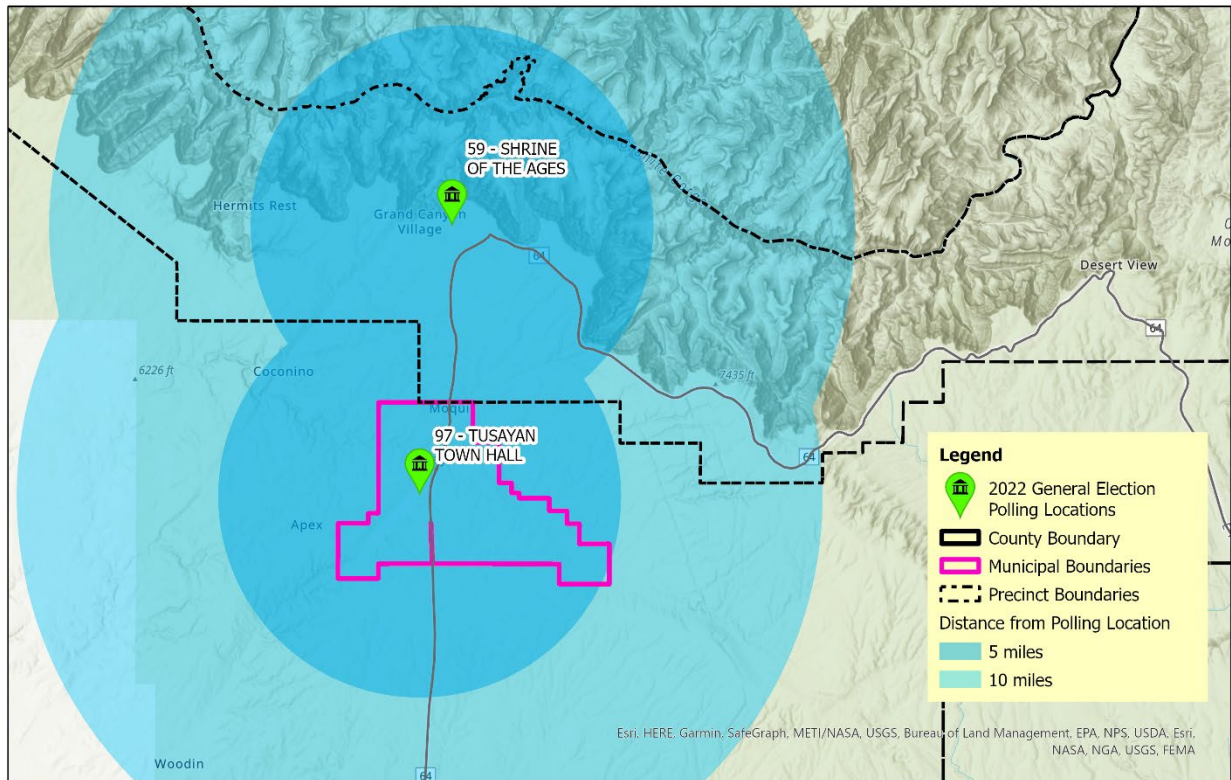 59 - SHRINE
OF THE AGES
Hermits Rest
Grand Canyon
Village
64
Desert View
64
6226 ft
Coconino
7435 ft
Moqui
97 - TUSAYAN
TOWN HALL
64
Apex
Woodin
64
Legend
2022 General Election
Polling Locations
County Boundary
Municipal Boundaries
Precinct Boundaries
Distance from Polling Location
5 miles
10 miles
Esri, HERE, Garmin, SafeGraph, METI/NASA, USGS, Bureau of Land Management, EPA, NPS, USDA, Esri,
NASA, NGA, USGS, FEMA